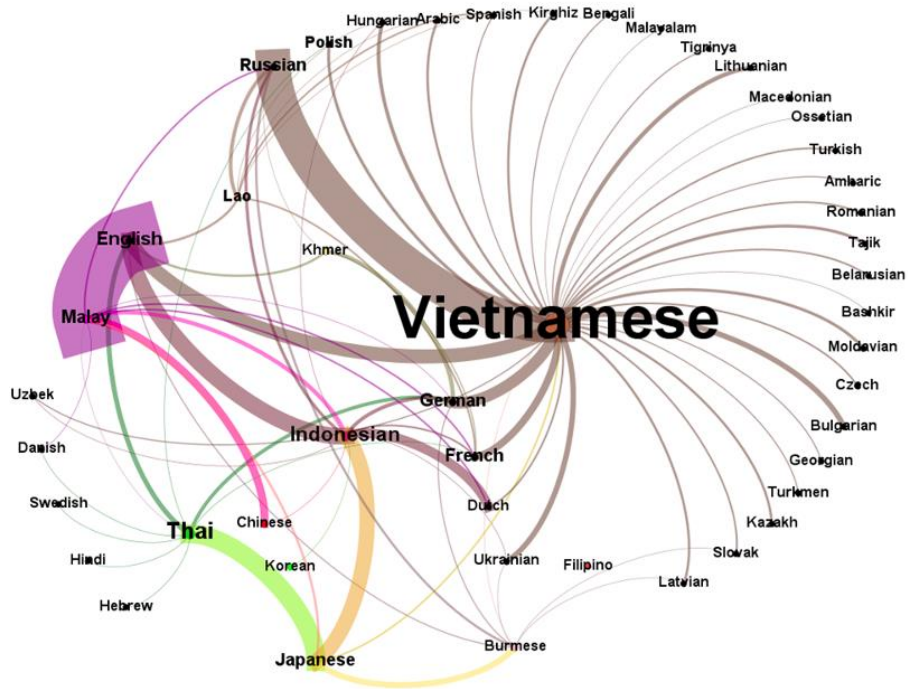 Hungarian
Arabic
Spanish
Kirghiz
Bengali
Malayalam
Polish
Tigrinya
Russian
Lithuanian
Macedonian
Ossetian
Turkish
Amharic
Lao
Romanian
English
Khmer
Tajik
Belarusian
Malay
Vietnamese
Bashkir
Moldavian
Czech
Uzbek
German
Indonesian
Bulgarian
Danish
French
Georgian
Swedish
Dutch
Turkmen
Thai
Chinese
Kazakh
Hindi
Korean
Ukrainian
Filipino
Slovak
Latvian
Hebrew
Burmese
Japanese